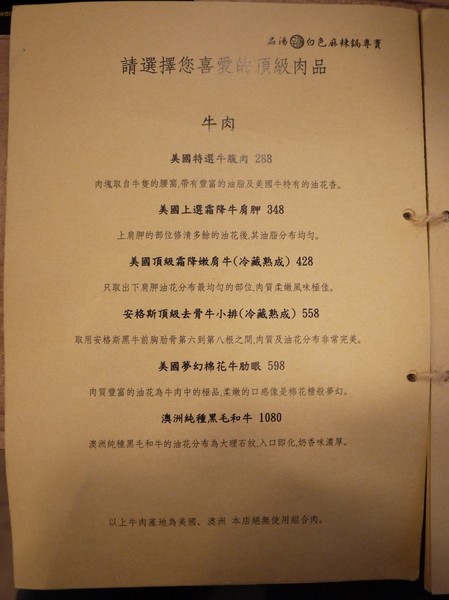 品湯 白色麻辣鍋專賣
請選擇您喜愛的頂級肉品
牛肉
美國特選牛腹肉 288
肉塊取自牛隻的腰窩,帶有豐富的油脂及美國牛特有的油花香。
美國上選霜降牛肩胛 348
上肩胛的部位修清多餘的油花後,其油脂分布均勻。
美國頂級霜降嫩肩牛(冷藏熟成) 428
只取出下肩胛油花分布最均勻的部位,肉質柔嫩風味極佳。
安格斯頂級去骨牛小排(冷藏熟成) 558
取用安格斯黑牛前胸肋骨第六到第八根之間,肉質及油花分布非常完美。
美國夢幻棉花牛肋眼 598
肉質豐富的油花為牛肉中的極品,柔嫩的口感像是棉花糖般夢幻。
澳洲純種黑毛和牛 1080
澳洲純種黑毛和牛的油花分布為大理石紋,入口即化,奶香味濃厚。
以上牛肉產地為美國、澳洲 本店絕無使用組合肉。